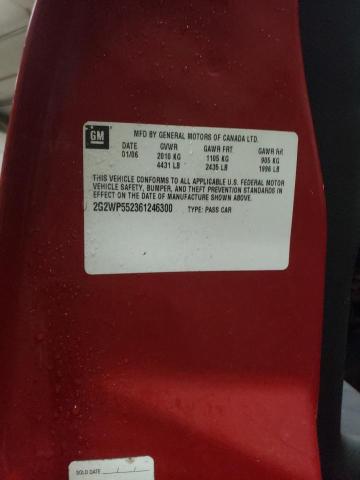 GM
MFD BY GENERAL MOTORS OF CANADA LTD.
DATE GVWR GAWR FRT GAWR RR
01/06 2010 KG 1105 KG 905 KG
4431 LB 2435 LB 1996 LB
THIS VEHICLE CONFORMS TO ALL APPLICABLE U.S. FEDERAL MOTOR
VEHICLE SAFETY, BUMPER, AND THEFT PREVENTION STANDARDS IN
EFFECT ON THE DATE OF MANUFACTURE SHOWN ABOVE.
2G2WP552361246300 TYPE: PASS CAR
SOLD DATE / /